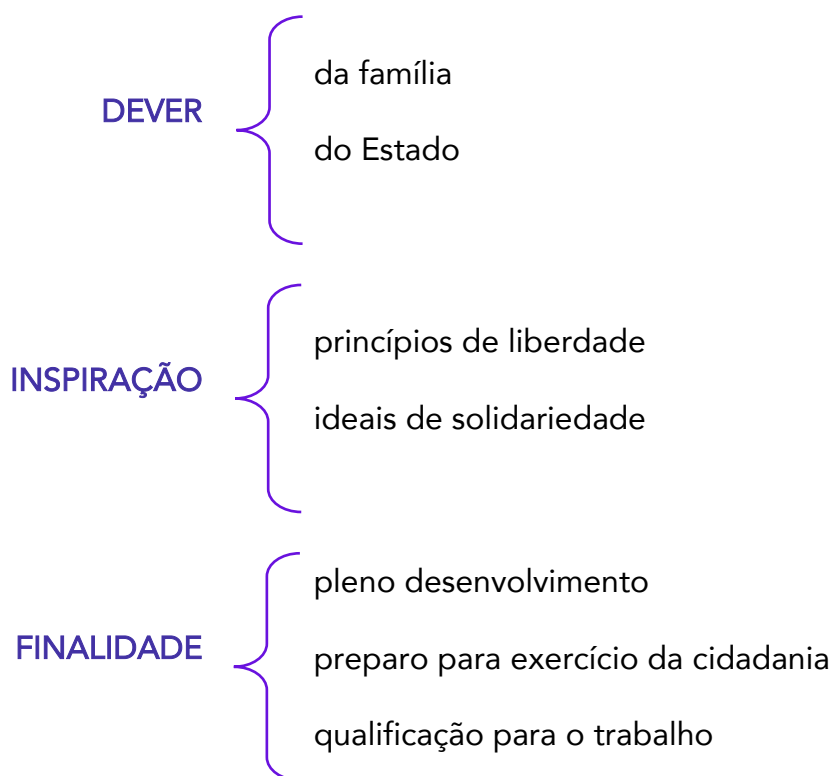 DEVER
da família
do Estado
INSPIRAÇÃO
princípios de liberdade
ideais de solidariedade
FINALIDADE
pleno desenvolvimento
preparo para exercício da cidadania
qualificação para o trabalho